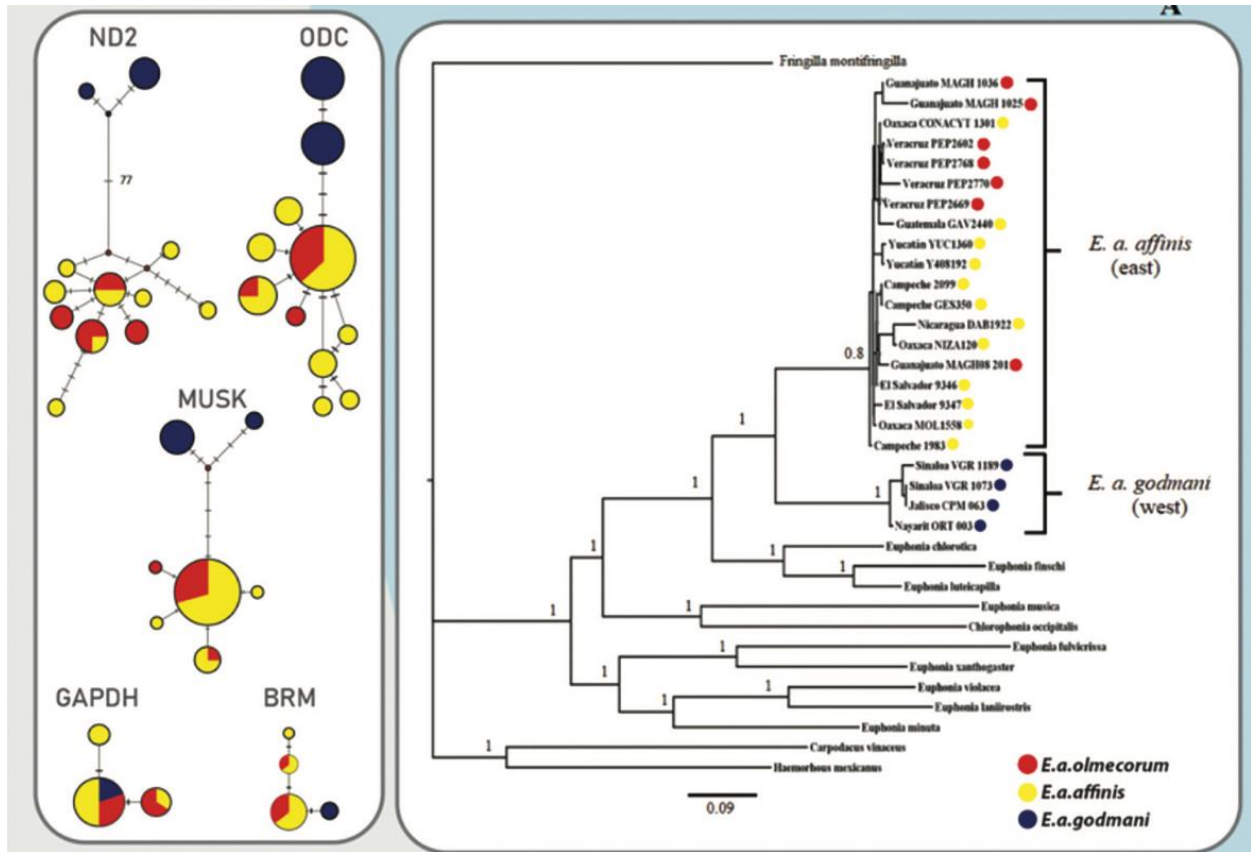 ND2
ODC
77
MUSK
GAPDH
BRM
A
Fringilla montifringilla
Guanajuato MAGH 1036
Guanajuato MAGH 1025
Oaxaca CONACYT 1301
Veracruz PEP2602
Veracruz PEP2768
Veracruz PEP2770
Veracruz PEP2669
Guatemala GAV2440
Yucatán YUC1360
Yucatán Y408192
Campeche 2099
Campeche GES350
Nicaragua DAB1922
Oaxaca NIZA120
Guanajuato MAGH08 201
El Salvador 9346
El Salvador 9347
Oaxaca MOL1558
Campeche 1983
Sinaloa VGR 1189
Sinaloa VGR 1073
Jalisco CPM 063
Nayarit ORT 003
Euphonia chlorotica
Euphonia finschi
Euphonia luteicapilla
Euphonia musica
Chlorophonia occipitalis
Euphonia fulvicrissa
Euphonia xanthogaster
Euphonia violacea
Euphonia laniirostris
Euphonia minuta
Carpodacus vinaceus
Haemorhous mexicanus
0.8
1
1
1
1
1
1
1
1
1
1
1
1
1
1
E. a. affinis
(east)
E. a. godmani
(west)
0.09
E.a.olmecorum
E.a.affinis
E.a.godmani